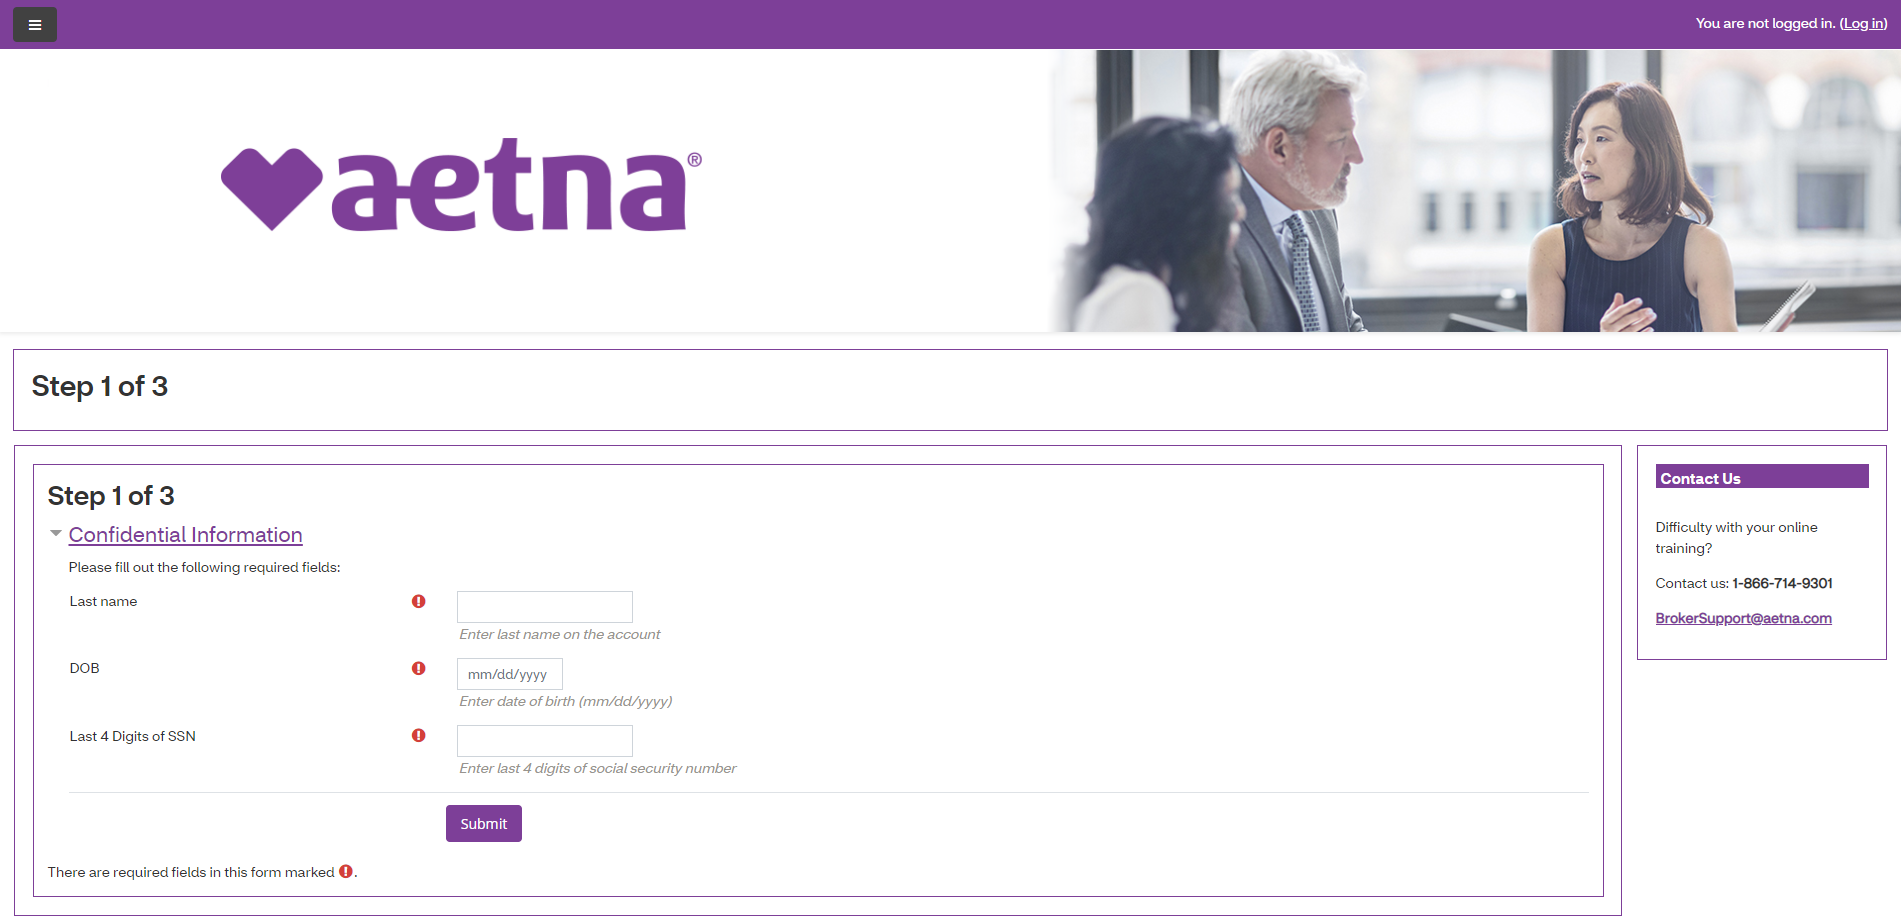 You are not logged in. (Log in)
aetna®
Step 1 of 3
Step 1 of 3
Confidential Information
Please fill out the following required fields:
Last name
Enter last name on the account
DOB
mm/dd/yyyy
Enter date of birth (mm/dd/yyyy)
Last 4 Digits of SSN
Enter last 4 digits of social security number
Submit
There are required fields in this form marked .
Contact Us
Difficulty with your online
training?
Contact us: 1-866-714-9301
BrokerSupport@aetna.com